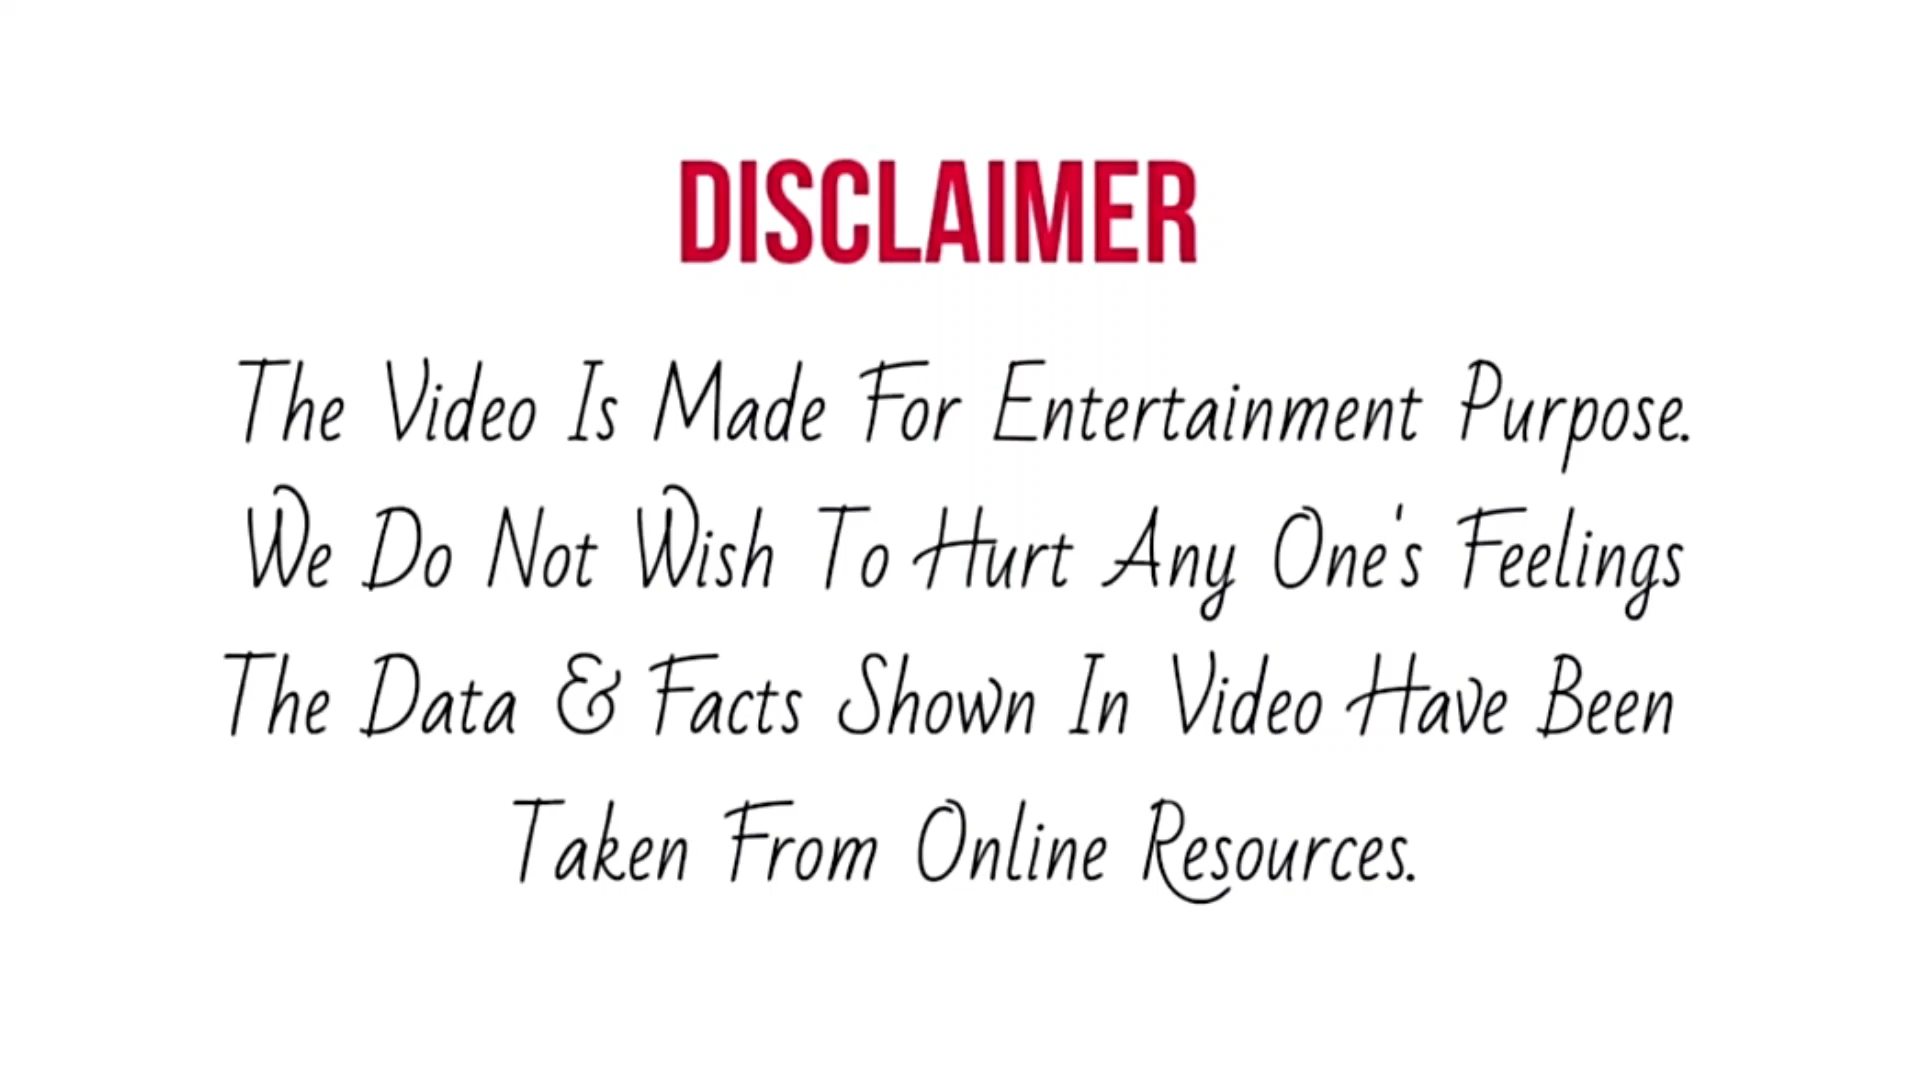 DISCLAIMER
The Video Is Made For Entertainment Purpose.
We Do Not Wish To Hurt Any One's Feelings
The Data & Facts Shown In Video Have Been
Taken From Online Resources.